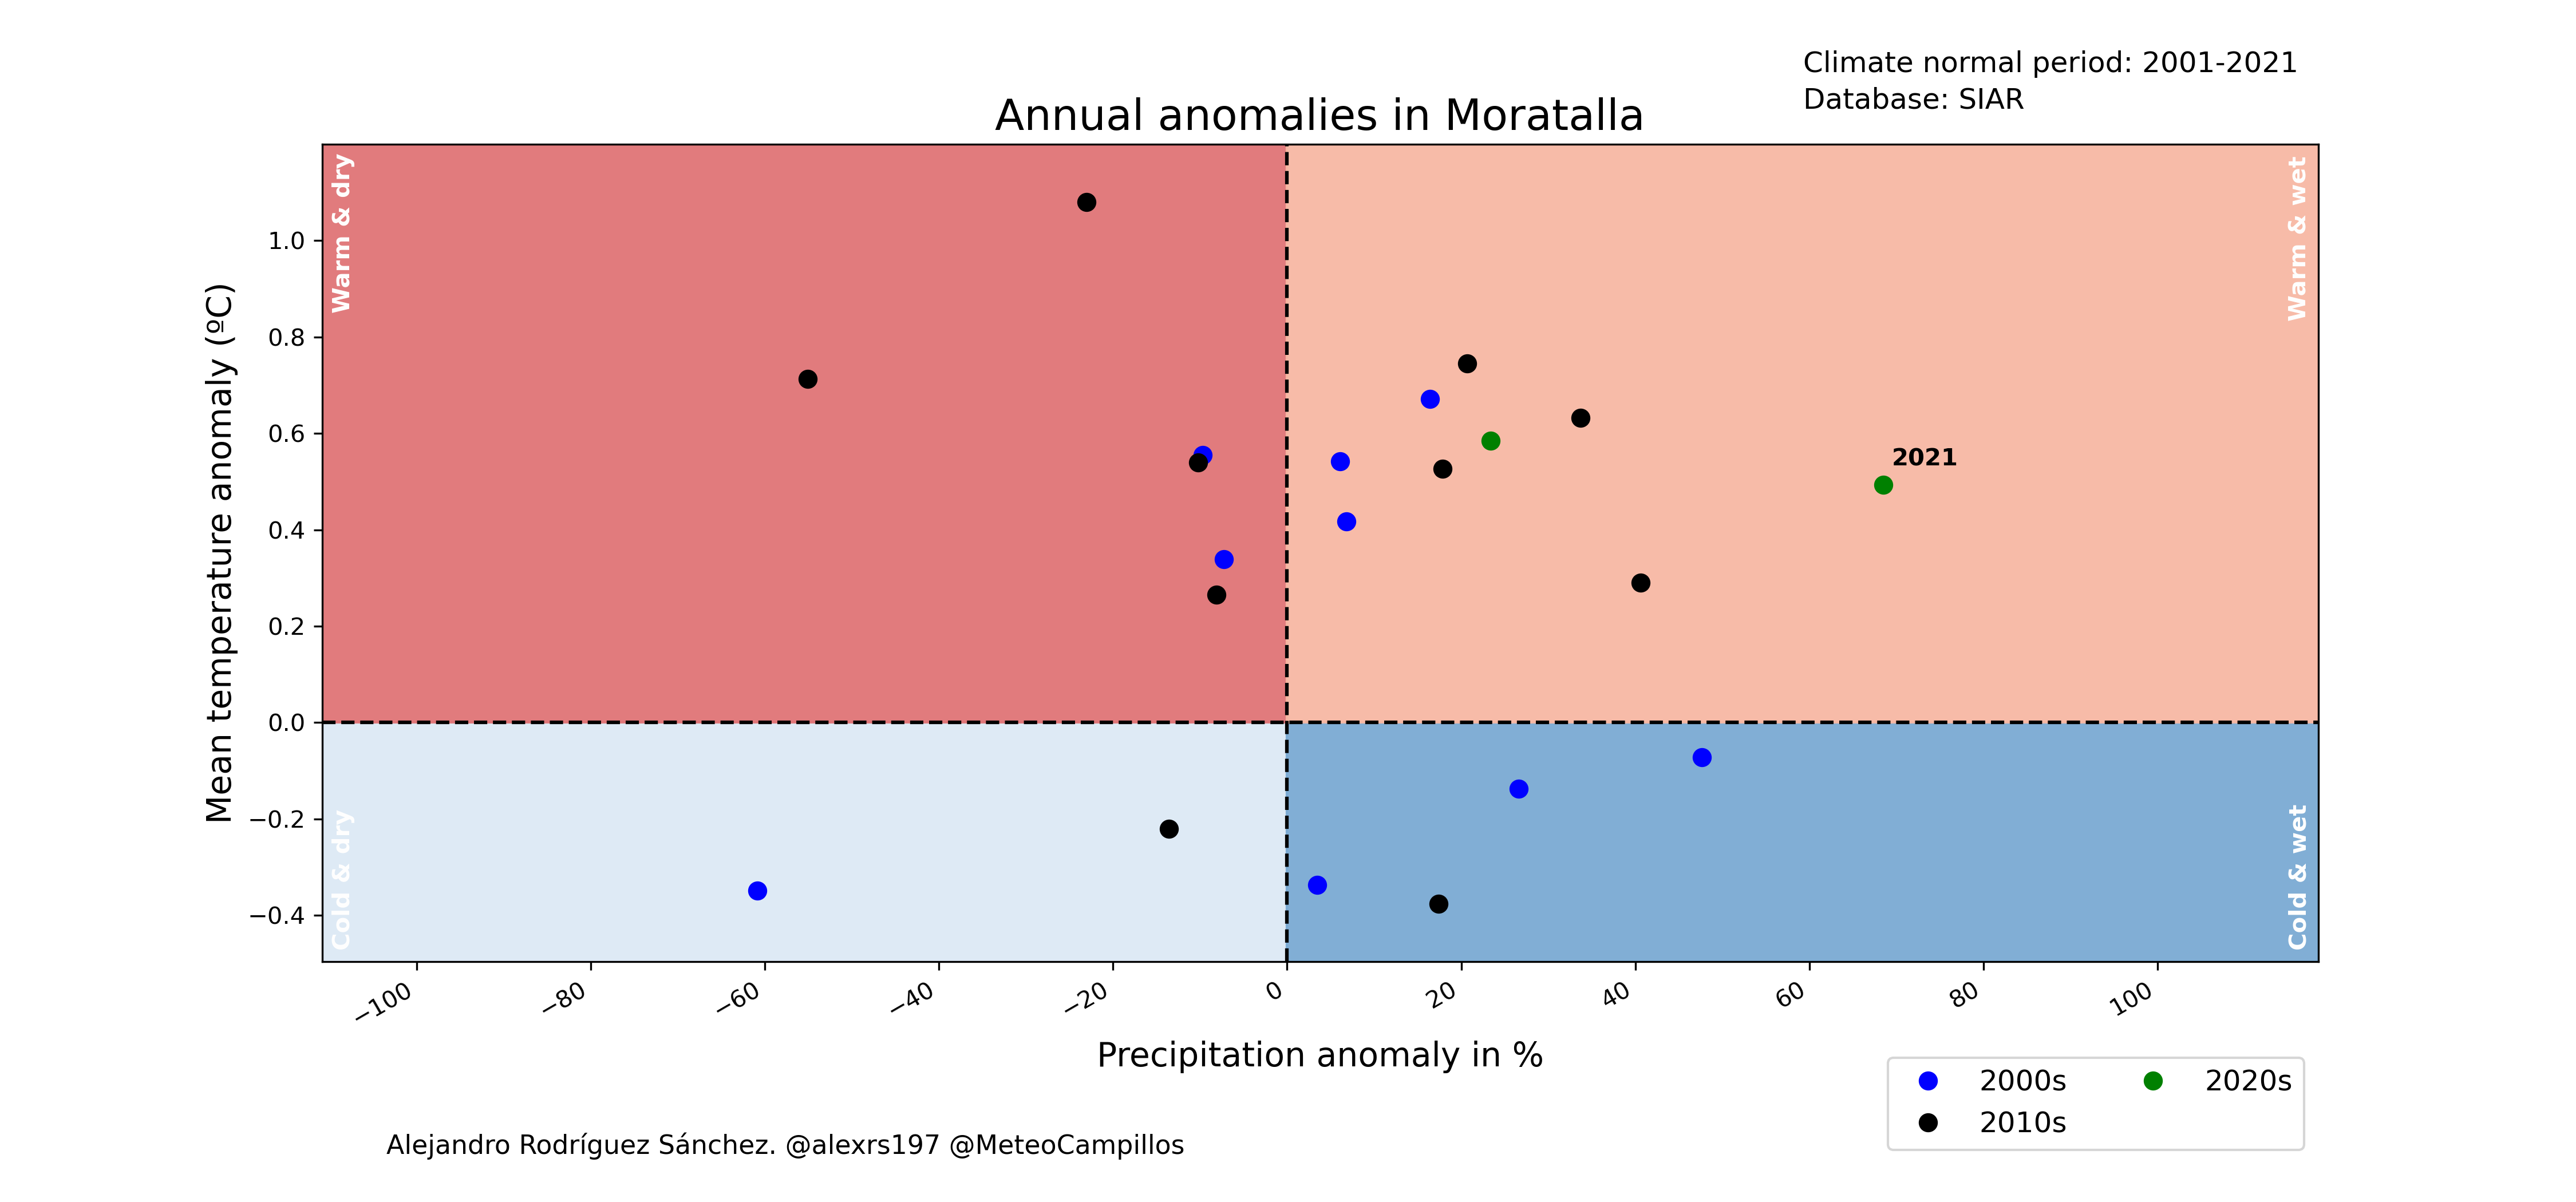 Climate normal period: 2001-2021
Database: SIAR
Annual anomalies in Moratalla
Warm & dry
Warm & wet
Mean temperature anomaly (ºC)
1.0
0.8
0.6
0.4
0.2
0.0
−0.2
−0.4
2021
Cold & dry
Cold & wet
−100
−80
−60
−40
−20
0
20
40
60
80
100
Precipitation anomaly in %
2000s
2010s
2020s
Alejandro Rodríguez Sánchez. @alexrs197 @MeteoCampillos